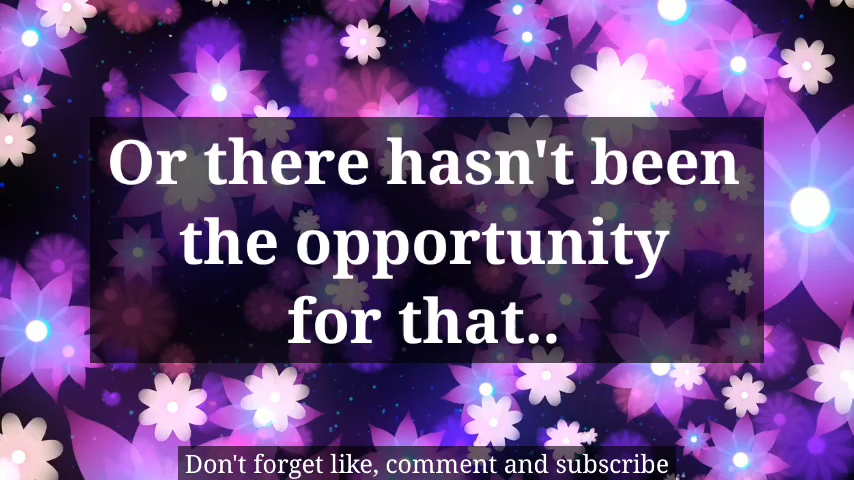 Or there hasn't been
the opportunity
for that..
Don't forget like, comment and subscribe